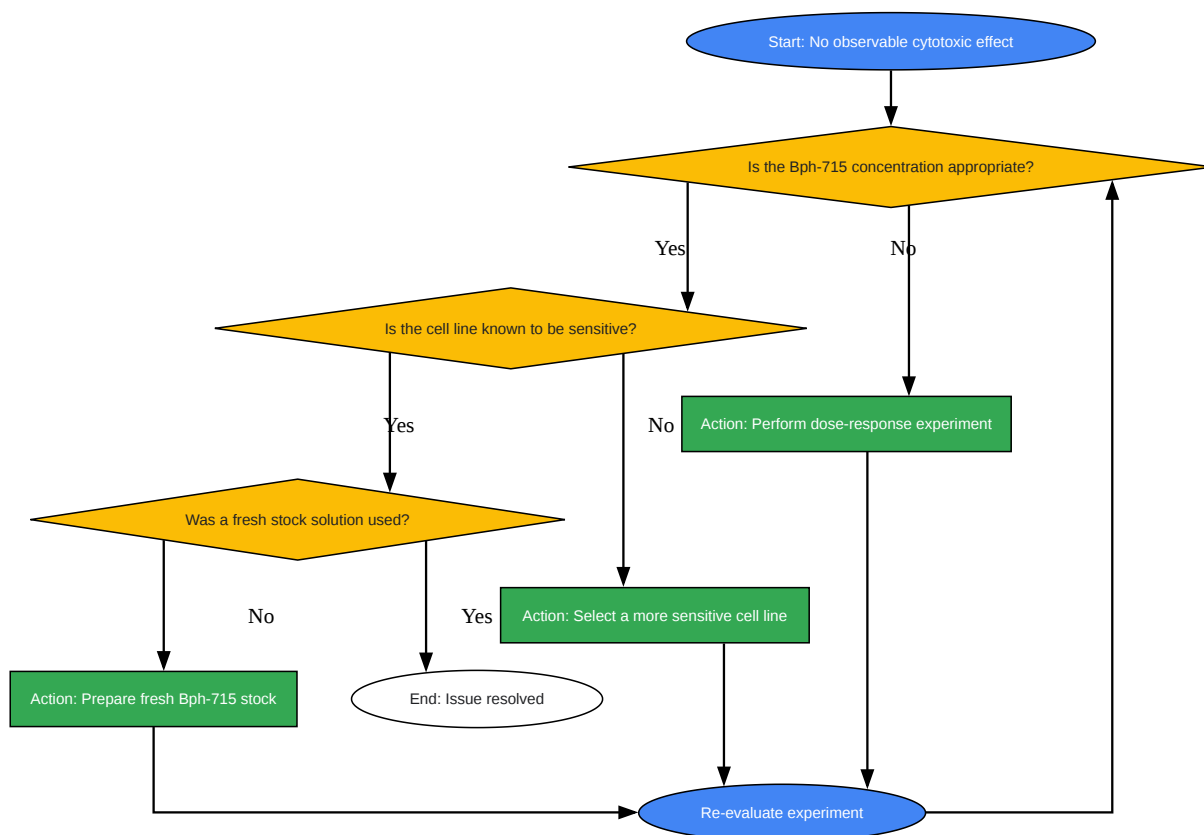 Start: No observable cytotoxic effect
Is the Bph-715 concentration appropriate?
Yes
No
Is the cell line known to be sensitive?
Yes
No
Action: Perform dose-response experiment
Was a fresh stock solution used?
No
Yes
Action: Select a more sensitive cell line
Action: Prepare fresh Bph-715 stock
End: Issue resolved
Re-evaluate experiment